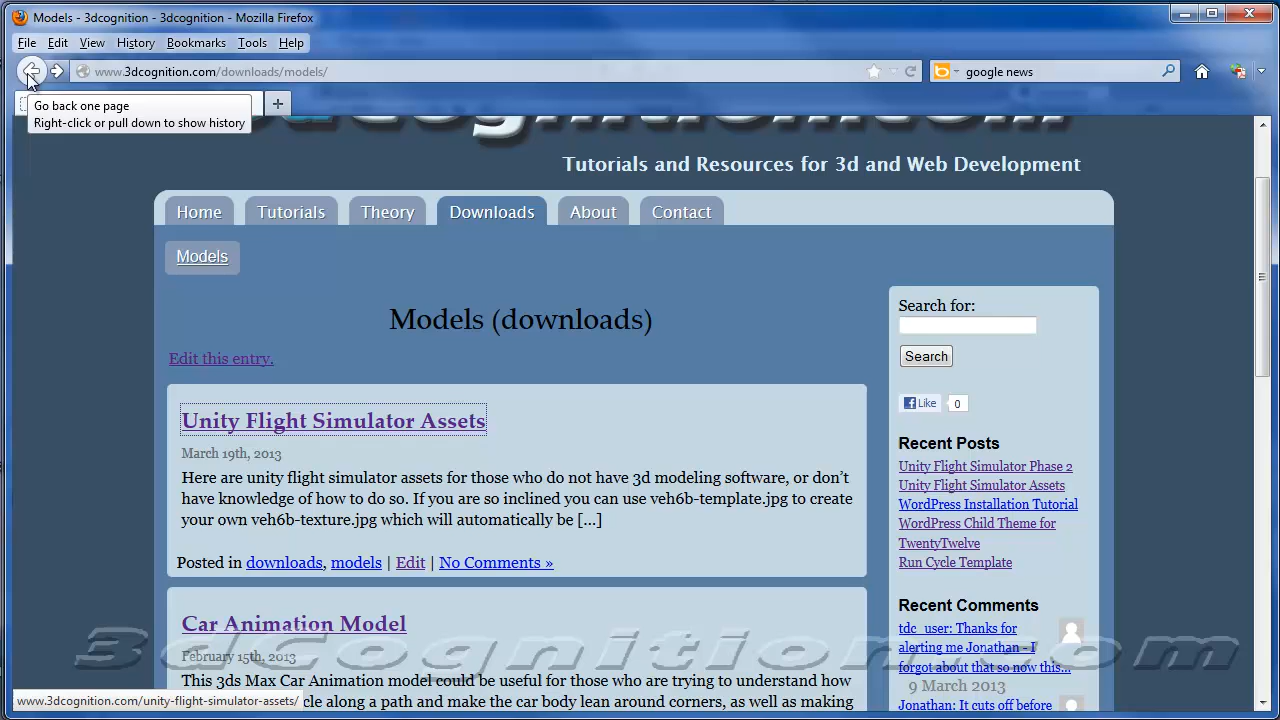 Models - 3dcognition - 3dcognition - Mozilla Firefox
File Edit View History Bookmarks Tools Help
www.3dcognition.com/downloads/models/
google news
Go back one page
Right-click or pull down to show history
3dcognition.com
Tutorials and Resources for 3d and Web Development
Home Tutorials Theory Downloads About Contact
Models
Models (downloads)
Edit this entry.
Unity Flight Simulator Assets
March 19th, 2013
Here are unity flight simulator assets for those who do not have 3d modeling software, or don't
have knowledge of how to do so. If you are so inclined you can use veh6b-template.jpg to create
your own veh6b-texture.jpg which will automatically be [...]
Posted in downloads, models | Edit | No Comments »
Car Animation Model
February 15th, 2013
This 3ds Max Car Animation model could be useful for those who are trying to understand how
cle along a path and make the car body lean around corners, as well as making
Search for:
Search
Like 0
Recent Posts
Unity Flight Simulator Phase 2
Unity Flight Simulator Assets
WordPress Installation Tutorial
WordPress Child Theme for
TwentyTwelve
Run Cycle Template
Recent Comments
tdc_user: Thanks for
alerting me Jonathan - I
forgot about that so now this...
9 March 2013
Jonathan: It cuts off before
3dCognition.com
www.3dcognition.com/unity-flight-simulator-assets/